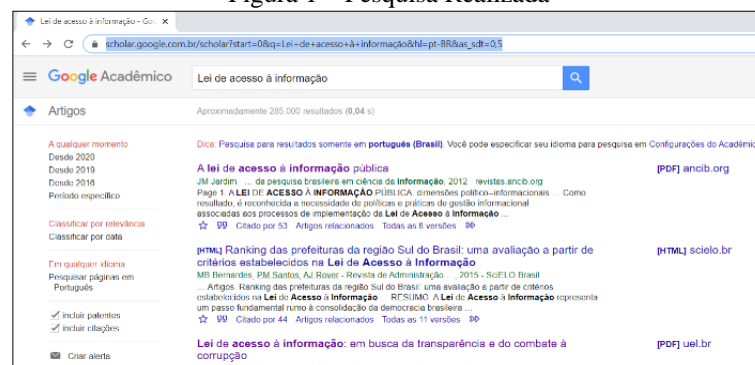 Figura 1 – Pesquisa Realizada
Lei de acesso à informação - Goo
scholar.google.com.br/scholar?start=0&q=Lei+de+acesso+à+informação&hl=pt-BR&as_sdt=0,5
Google Acadêmico
Lei de acesso à informação
Artigos
Aproximadamente 285.000 resultados (0,04 s)
A qualquer momento
Desde 2020
Desde 2019
Desde 2016
Período específico
Classificar por relevância
Classificar por data
Em qualquer idioma
Pesquisar páginas em
Português
incluir patentes
incluir citações
Criar alerta
Dica: Pesquisa para resultados somente em português (Brasil). Você pode especificar seu idioma para pesquisa em Configurações do Acadêmic
A lei de acesso à informação pública
[PDF] ancib.org
JM Jardim - … da pesquisa brasileira em ciência da Informação, 2012 - revistas.ancib.org
Page 1. A LEI DE ACESSO À INFORMAÇÃO PÚBLICA: dimensões político-informacionais … Como
resultado, é reconhecida a necessidade de políticas e práticas de gestão informacional
associadas aos processos de implementação da Lei de Acesso à Informação …
Citado por 53 Artigos relacionados Todas as 6 versões
[HTML] Ranking das prefeituras da região Sul do Brasil: uma avaliação a partir de
critérios estabelecidos na Lei de Acesso à Informação
[HTML] scielo.br
MB Bernardes, PM Santos, AJ Rover - Revista de Administração …, 2015 - SciELO Brasil
… Artigos. Ranking das prefeituras da região Sul do Brasil: uma avaliação a partir de critérios
estabelecidos na Lei de Acesso à Informação … RESUMO. A Lei de Acesso à Informação representa
um passo fundamental rumo à consolidação da democracia brasileira …
Citado por 44 Artigos relacionados Todas as 11 versões
Lei de acesso à informação: em busca da transparência e do combate à
corrupção
[PDF] uel.br